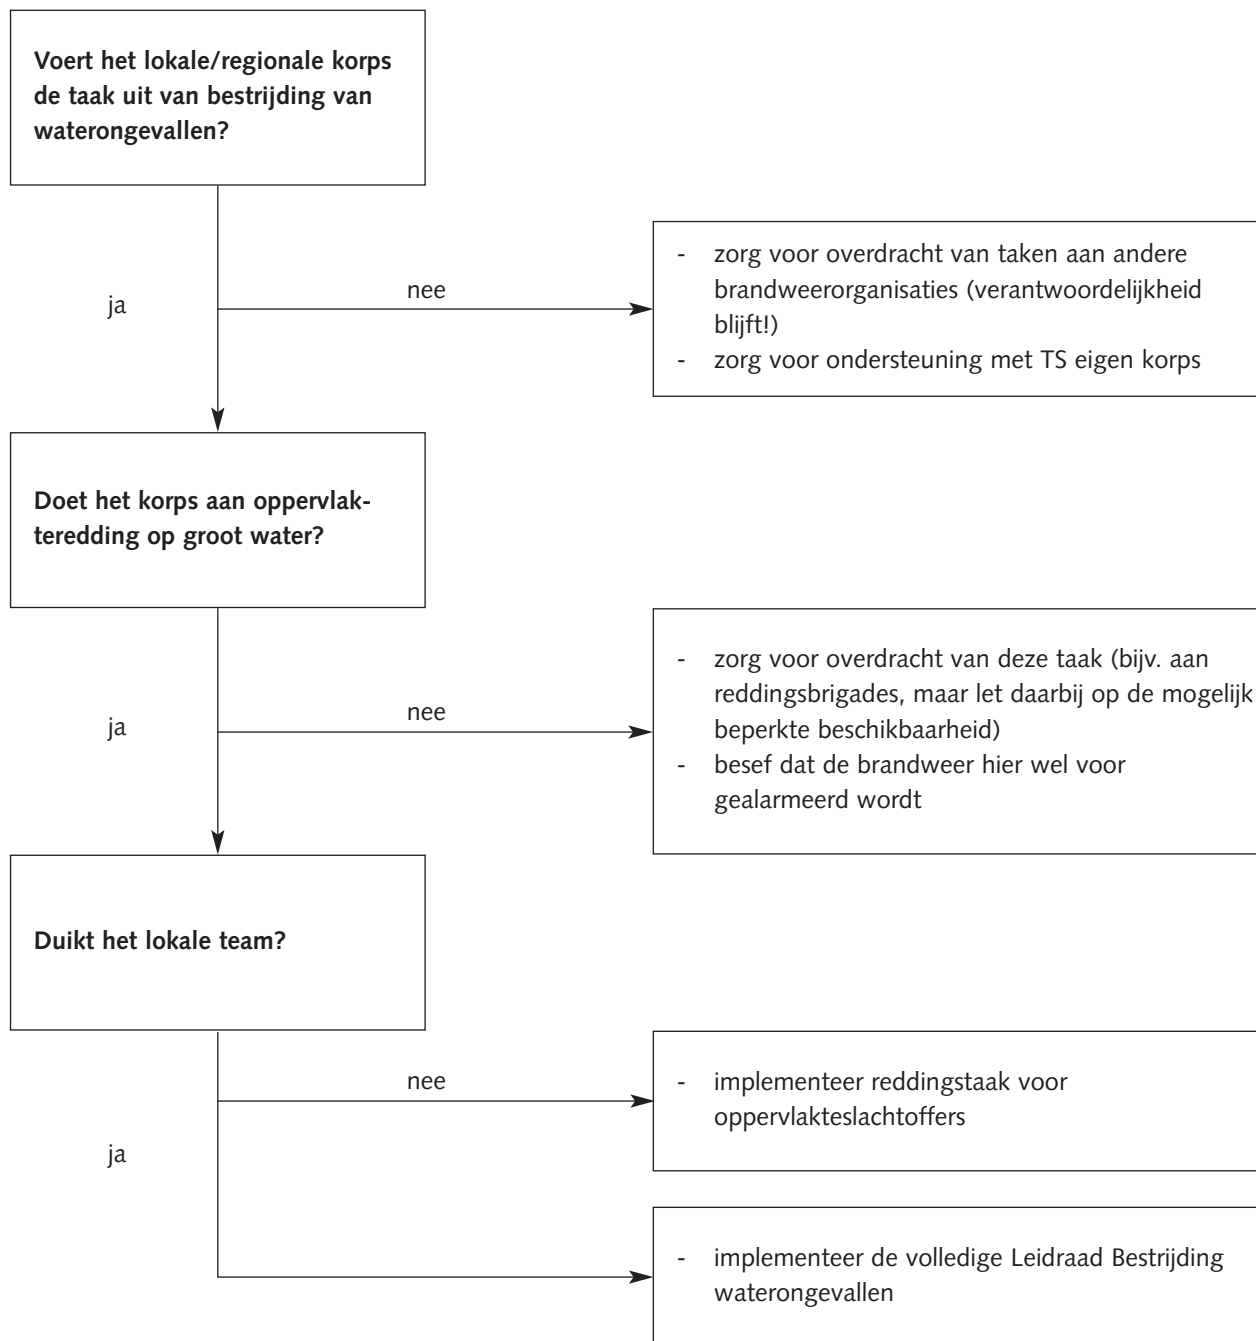 Voert het lokale/regionale korps
de taak uit van bestrijding van
waterongevallen?
ja
nee
- zorg voor overdracht van taken aan andere
brandweerorganisaties (verantwoordelijkheid
blijft!)
- zorg voor ondersteuning met TS eigen korps
Doet het korps aan oppervlak-
teredding op groot water?
ja
nee
- zorg voor overdracht van deze taak (bijv. aan
reddingsbrigades, maar let daarbij op de mogelijk
beperkte beschikbaarheid)
- besef dat de brandweer hier wel voor
gealarmeerd wordt
Duikt het lokale team?
nee
- implementeer reddingstaak voor
oppervlakteslachtoffers
ja
- implementeer de volledige Leidraad Bestrijding
waterongevallen